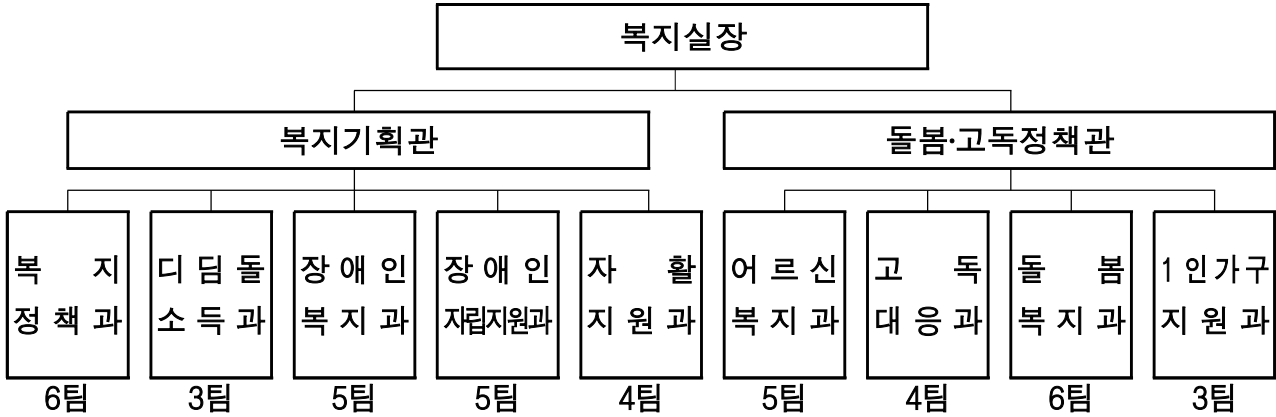 복지실장
복지기획관
돌봄·고독정책관
복지
정책과
디딤돌
소득과
장애인
복지과
장애인
자립지원과
자활
지원과
어르신
복지과
고독
대응과
돌봄
복지과
1인가구
지원과
6팀
3팀
5팀
5팀
4팀
5팀
4팀
6팀
3팀